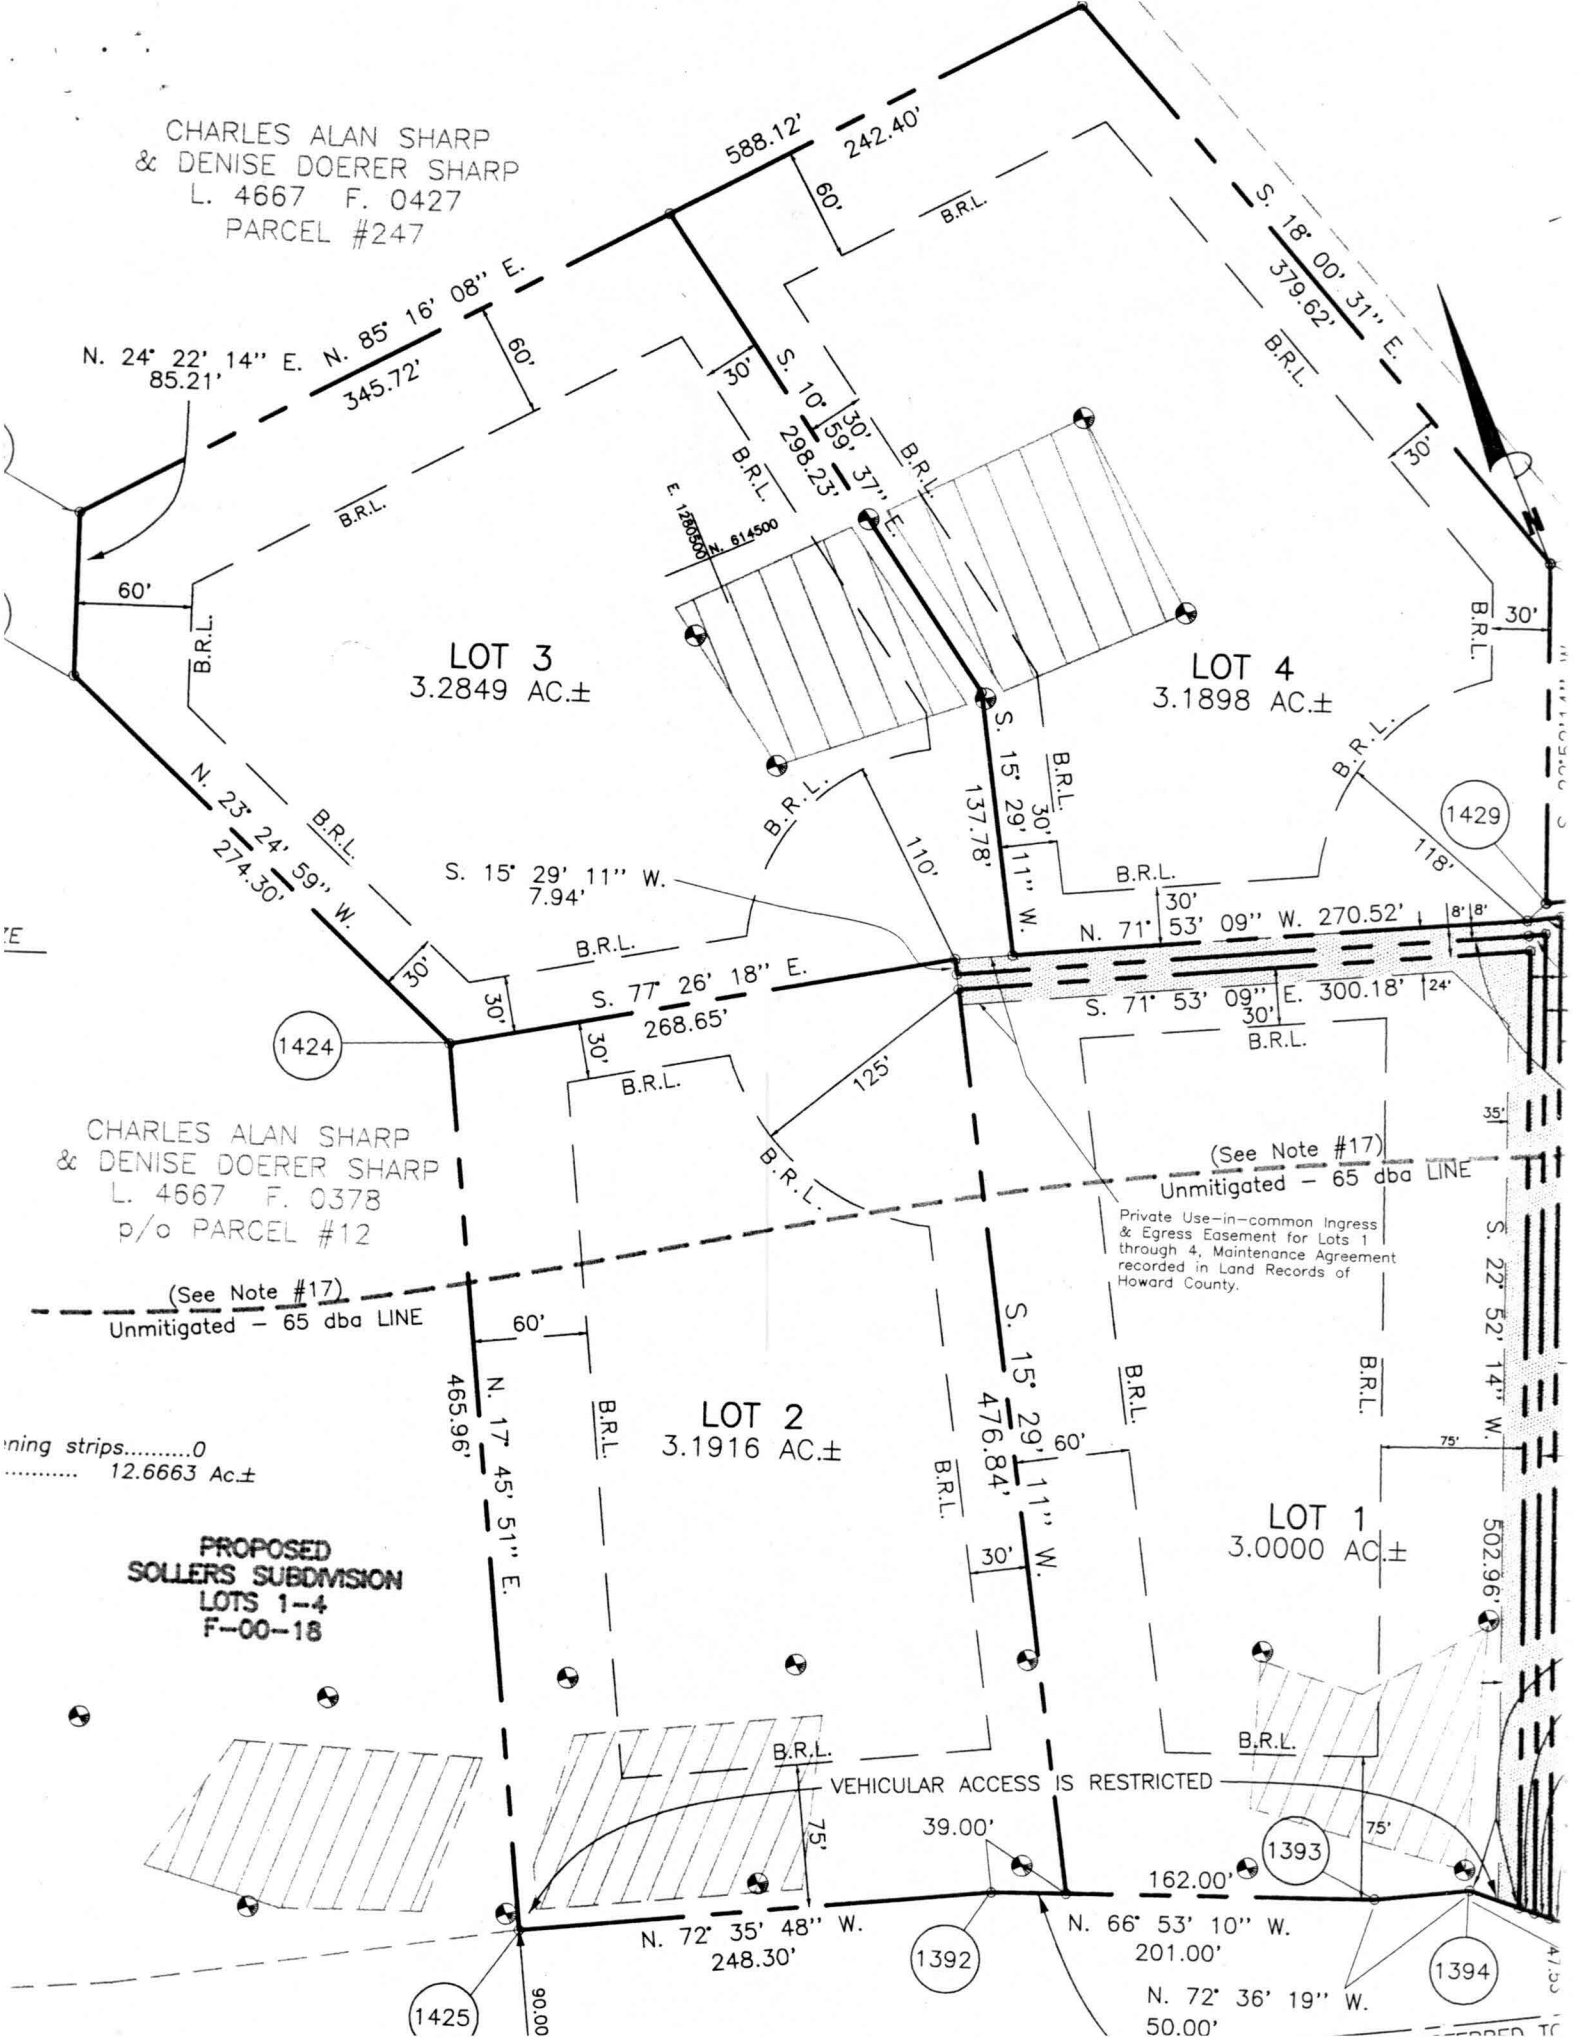 CHARLES ALAN SHARP
& DENISE DOERER SHARP
L. 4667 F. 0427
PARCEL #247
588.12'
242.40'
60'
B.R.L.
S. 18° 00' 31" E.
379.62'
B.R.L.
30'
N. 85° 16' 08" E.
345.72'
60'
N. 24° 22' 14" E.
85.21'
B.R.L.
30'
S. 10° 59' 37" E.
298.23'
30'
B.R.L.
B.R.L.
E. 1280500
N. 614500
N
60'
B.R.L.
30'
B.R.L.
LOT 3
3.2849 AC.±
LOT 4
3.1898 AC.±
S. 15° 29' 11" W.
137.78'
30'
B.R.L.
B.R.L.
B.R.L.
110'
118'
1429
N. 23° 24' 59" W.
274.30'
B.R.L.
S. 15° 29' 11" W.
7.94'
B.R.L.
30'
N. 71° 53' 09" W. 270.52'
8' 8'
B.R.L.
30'
30'
S. 77° 26' 18" E.
268.65'
S. 71° 53' 09" E. 300.18'
24'
30'
B.R.L.
1424
30'
B.R.L.
125'
B.R.L.
35'
CHARLES ALAN SHARP
& DENISE DOERER SHARP
L. 4667 F. 0378
p/o PARCEL #12
(See Note #17)
Unmitigated - 65 dba LINE
Private Use-in-common Ingress
& Egress Easement for Lots 1
through 4, Maintenance Agreement
recorded in Land Records of
Howard County.
(See Note #17)
Unmitigated - 65 dba LINE
60'
N. 17° 45' 51" E.
465.96'
B.R.L.
LOT 2
3.1916 AC.±
S. 15° 29' 11" W.
476.84'
B.R.L.
60'
B.R.L.
B.R.L.
75'
S. 22° 52' 14" W.
502.96'
ning strips..........0
............ 12.6663 Ac.±
LOT 1
3.0000 AC.±
30'
PROPOSED
SOLLERS SUBDIVISION
LOTS 1-4
F-00-18
B.R.L.
B.R.L.
VEHICULAR ACCESS IS RESTRICTED
75'
39.00'
75'
1393
162.00'
N. 72° 35' 48" W.
248.30'
1392
N. 66° 53' 10" W.
201.00'
1394
47.53
N. 72° 36' 19" W.
50.00'
1425
90.00